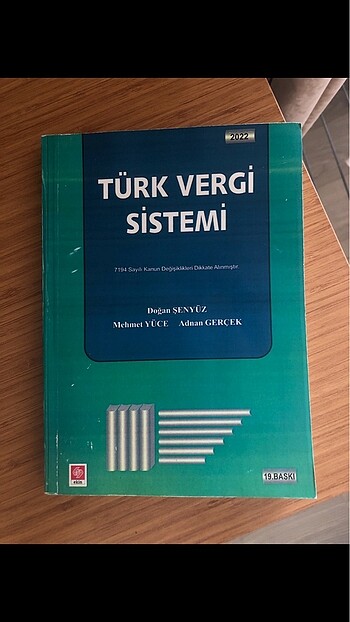 2022
TÜRK VERGİ
SİSTEMİ
7194 Sayılı Kanun Değişiklikleri Dikkate Alınmıştır.
Doğan ŞENYÜZ
Mehmet YÜCE Adnan GERÇEK
19.BASKI